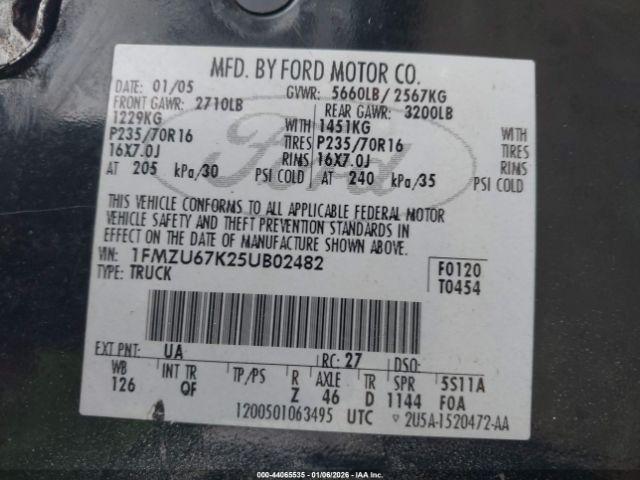 MFD. BY FORD MOTOR CO.
DATE: 01/05 GVWR: 5660LB/ 2567KG
FRONT GAWR: 2710LB REAR GAWR: 3200LB
1229KG WITH 1451KG WITH
P235/70R16 TIRES P235/70R16 TIRES
16X7.0J RIMS 16X7.0J RIMS
AT 205 kPa/30 PSI COLD AT 240 kPa/35 PSI COLD
THIS VEHICLE CONFORMS TO ALL APPLICABLE FEDERAL MOTOR
VEHICLE SAFETY AND THEFT PREVENTION STANDARDS IN
EFFECT ON THE DATE OF MANUFACTURE SHOWN ABOVE.
VIN: 1FMZU67K25UB02482 F0120
TYPE: TRUCK T0454
EXT PNT: UA RC: 27 DSO:
WB INT TR TP/PS R AXLE TR SPR 5S11A
126 QF Z 46 D 1144 F0A
1200501063495 UTC ▽ 2U5A-1520472-AA
Ford
000-44065535 - 01/06/2026 - IAA Inc.